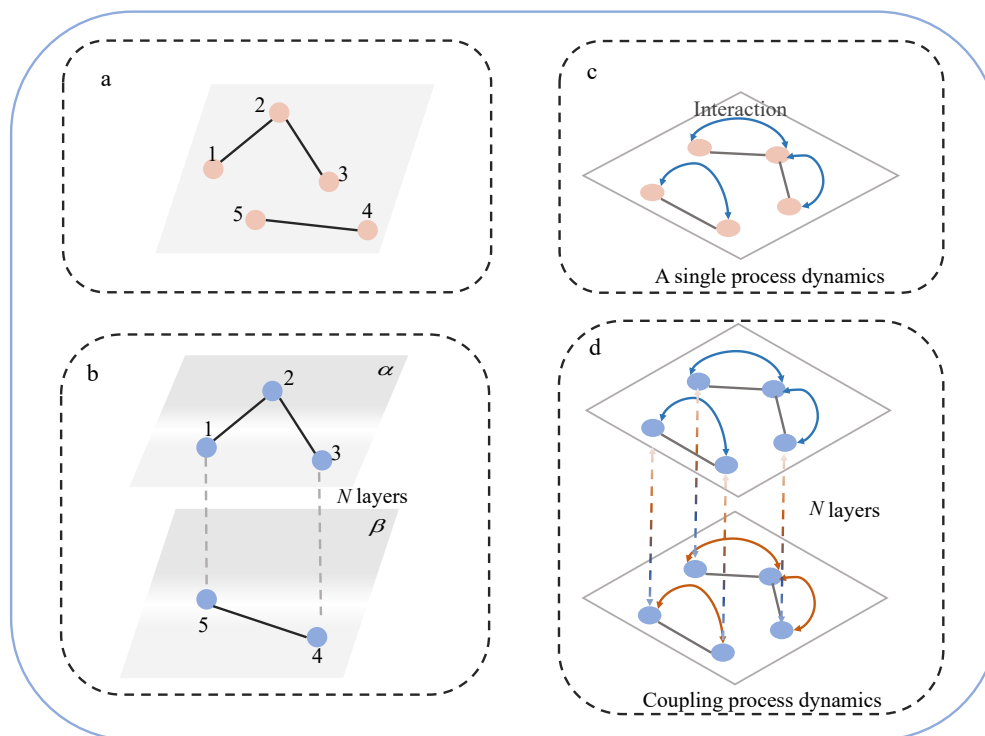 a
2
1
3
5
4
c
Interaction
A single process dynamics
b
α
2
1
3
N layers
β
5
4
d
N layers
Coupling process dynamics